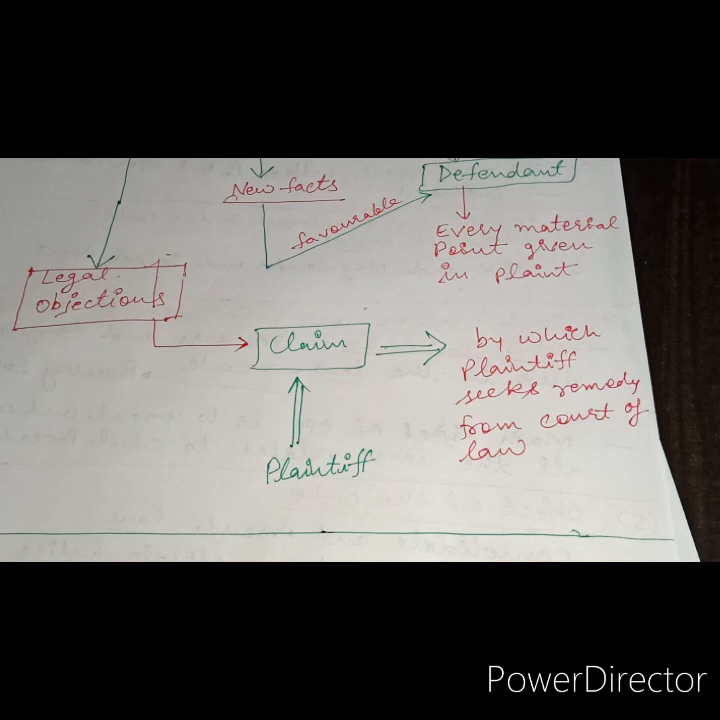 Defendant
New facts
favourable
Every material
Point given
in plaint
Legal
objections
Claim
by which
Plaintiff
seeks remedy
from court of
law
Plaintiff
PowerDirector